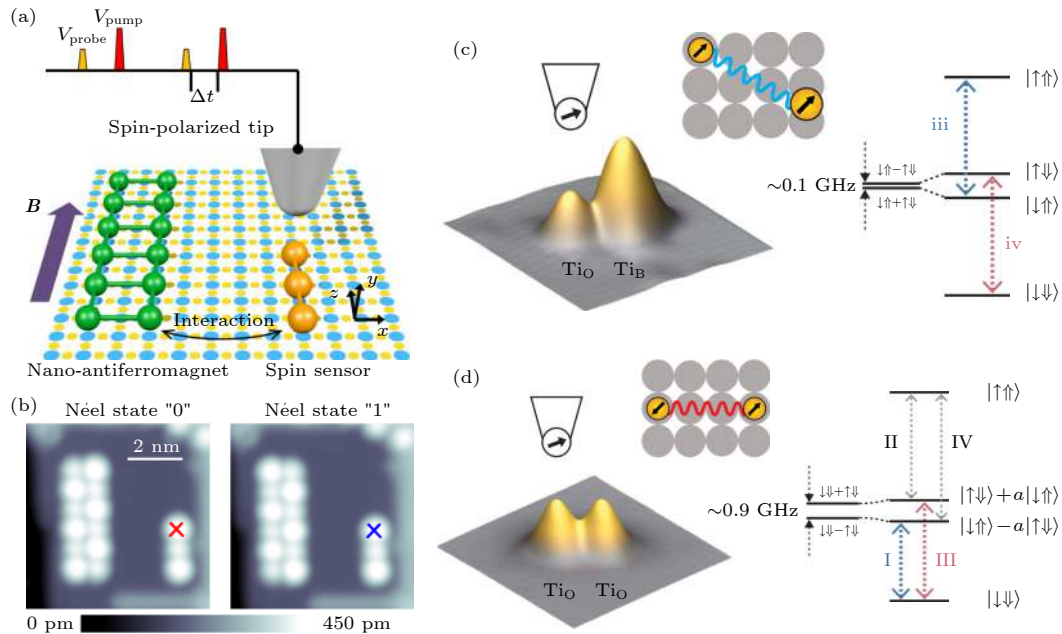 (a)
V_probe
V_pump
Δt
Spin-polarized tip
B
z
y
x
Interaction
Nano-antiferromagnet
Spin sensor
(b)
Néel state "0"
Néel state "1"
2 nm
0 pm
450 pm
(c)
Ti_O
Ti_B
~0.1 GHz
↓⇑−↑⇓
↓⇑+↑⇓
iii
iv
|↑⇑⟩
|↑⇓⟩
|↓⇑⟩
|↓⇓⟩
(d)
Ti_O
Ti_O
~0.9 GHz
↓⇓+↑⇓
↓⇓−↑⇓
II
IV
I
III
|↑⇑⟩
|↑⇓⟩+a|↓⇑⟩
|↓⇑⟩−a|↑⇓⟩
|↓⇓⟩